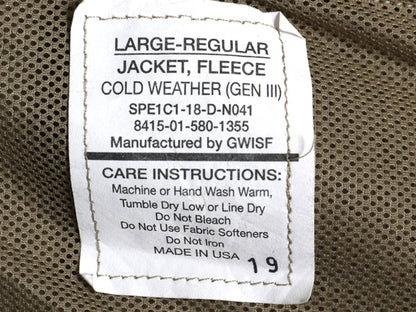 LARGE-REGULAR
JACKET, FLEECE
COLD WEATHER (GEN III)
SPE1C1-18-D-N041
8415-01-580-1355
Manufactured by GWISF
CARE INSTRUCTIONS:
Machine or Hand Wash Warm,
Tumble Dry Low or Line Dry
Do Not Bleach
Do Not Use Fabric Softeners
Do Not Iron
MADE IN USA
19